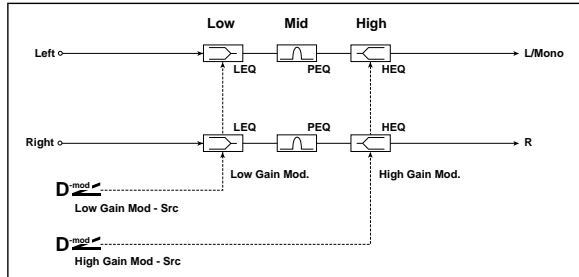 Low Mid High
Left L/Mono
LEQ PEQ HEQ
LEQ PEQ HEQ
Right R
D-mod Low Gain Mod. High Gain Mod.
Low Gain Mod - Src
D-mod
High Gain Mod - Src